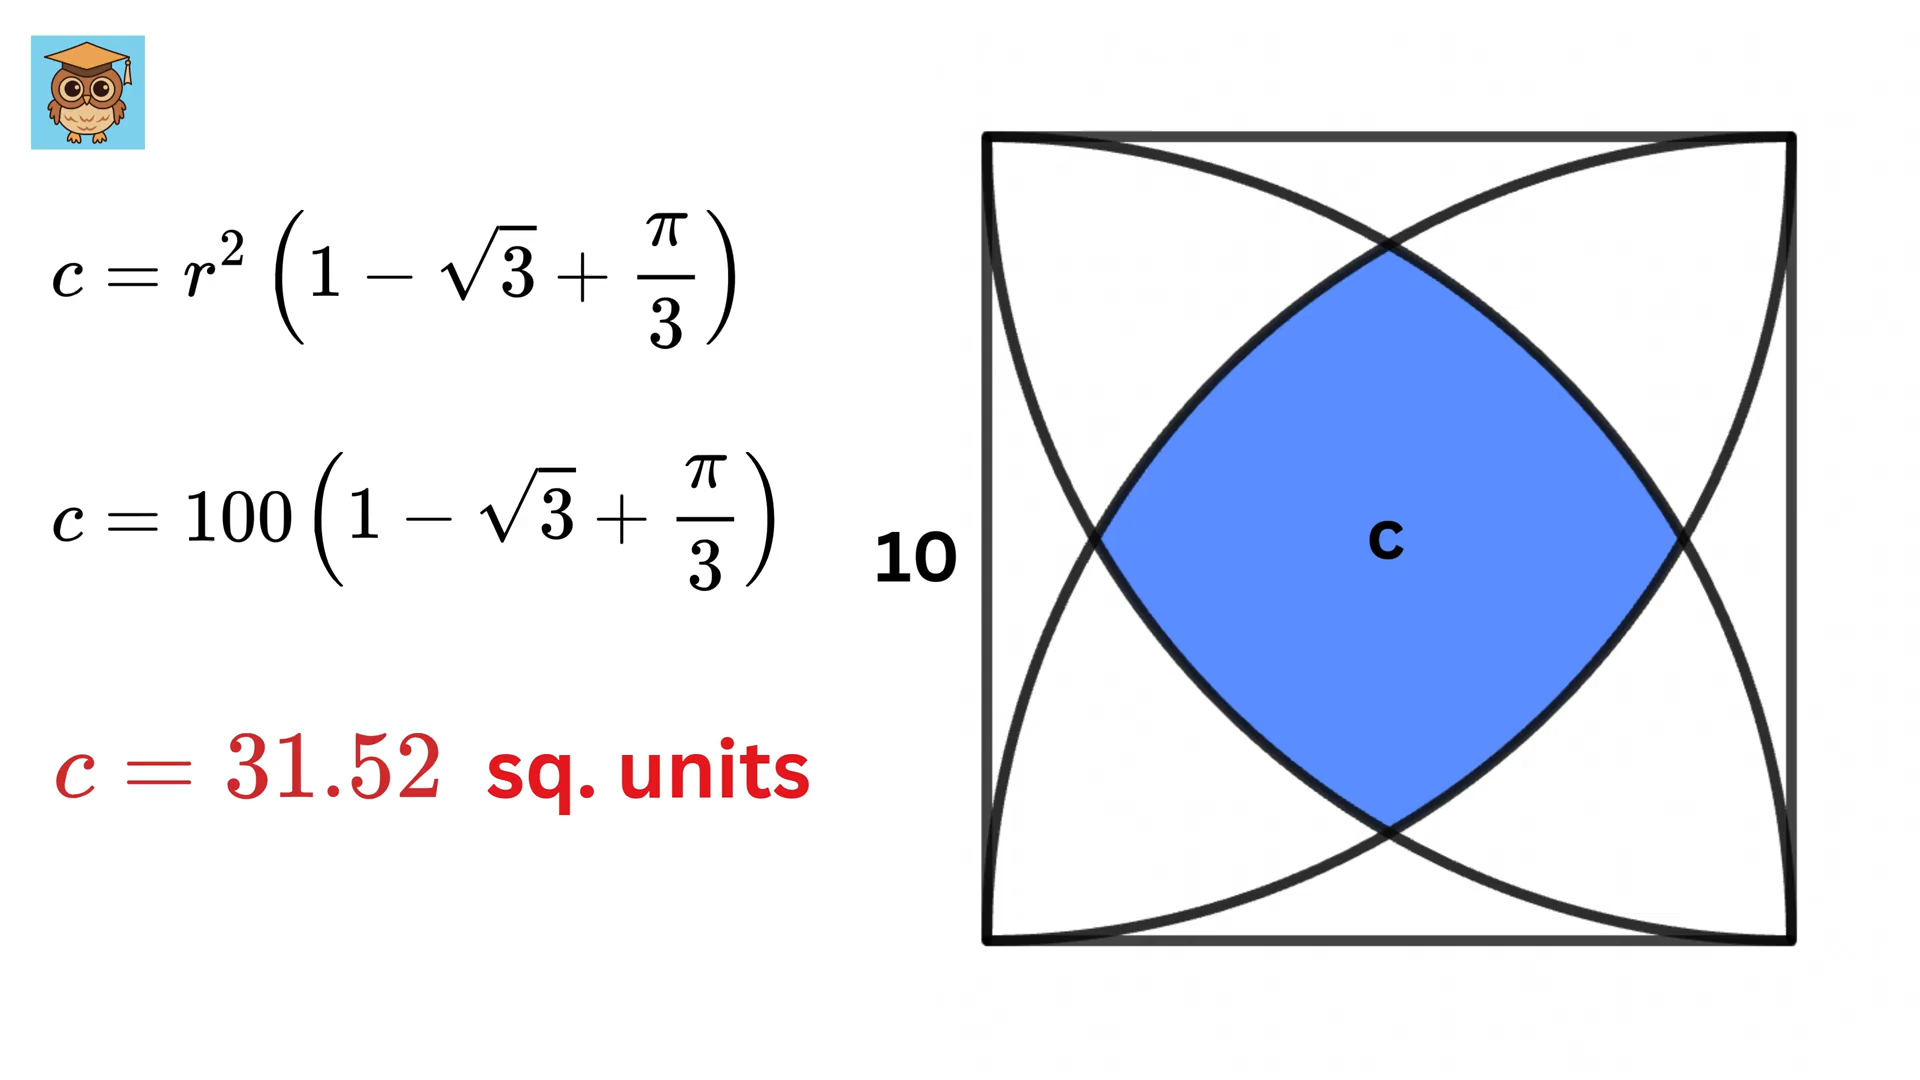 c = r² (1 − √3 + π/3)
c = 100 (1 − √3 + π/3)
c = 31.52 sq. units
10
c